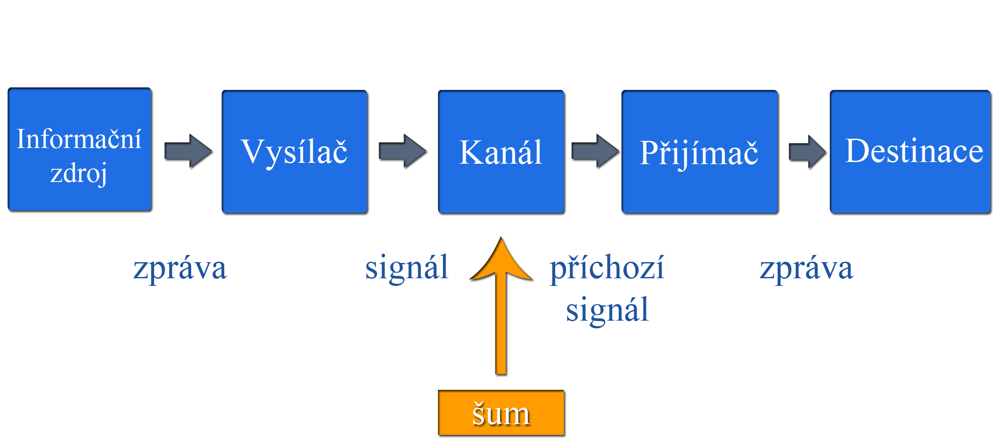 Informační
zdroj
Vysílač
Kanál
Přijímač
Destinace
zpráva
signál
příchozí
signál
zpráva
šum